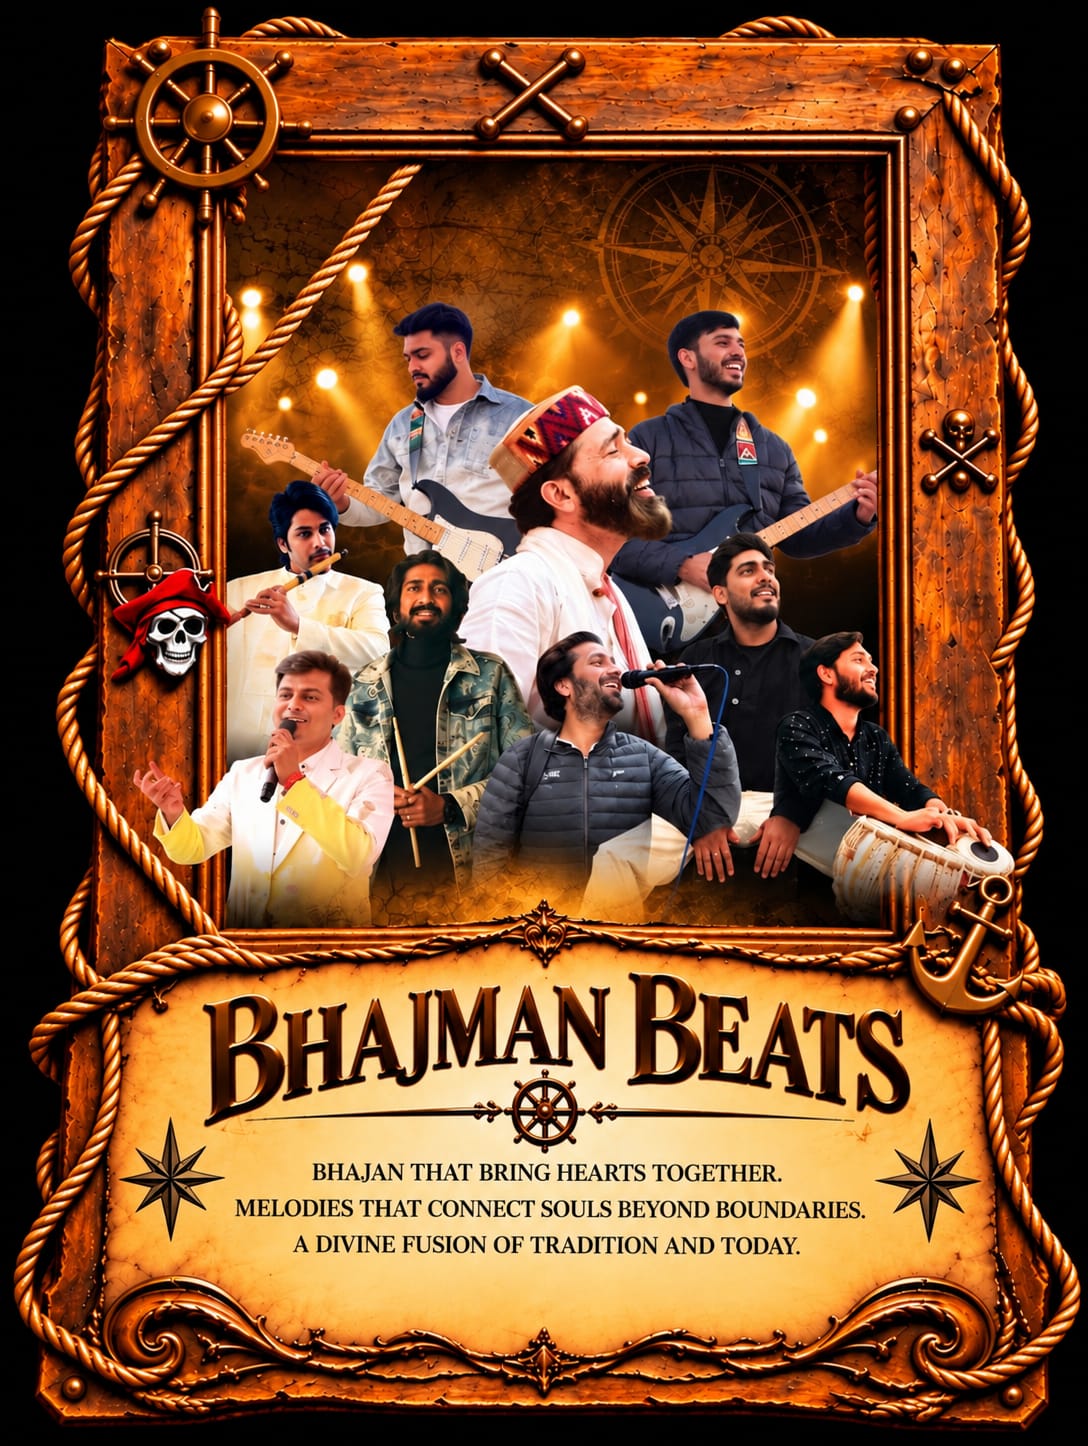 BHAJMAN BEATS
BHAJAN THAT BRING HEARTS TOGETHER.
MELODIES THAT CONNECT SOULS BEYOND BOUNDARIES.
A DIVINE FUSION OF TRADITION AND TODAY.